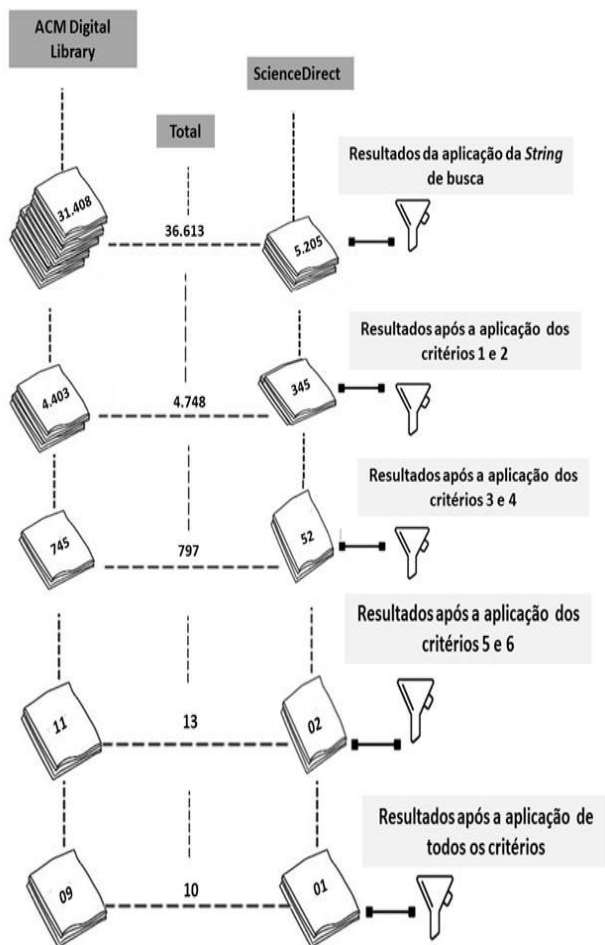 ACM Digital
Library
ScienceDirect
Total
Resultados da aplicação da String
de busca
31.408
36.613
5.205
Resultados após a aplicação dos
critérios 1 e 2
4.403
4.748
345
Resultados após a aplicação dos
critérios 3 e 4
745
797
52
Resultados após a aplicação dos
critérios 5 e 6
11
13
02
Resultados após a aplicação de
todos os critérios
09
10
01